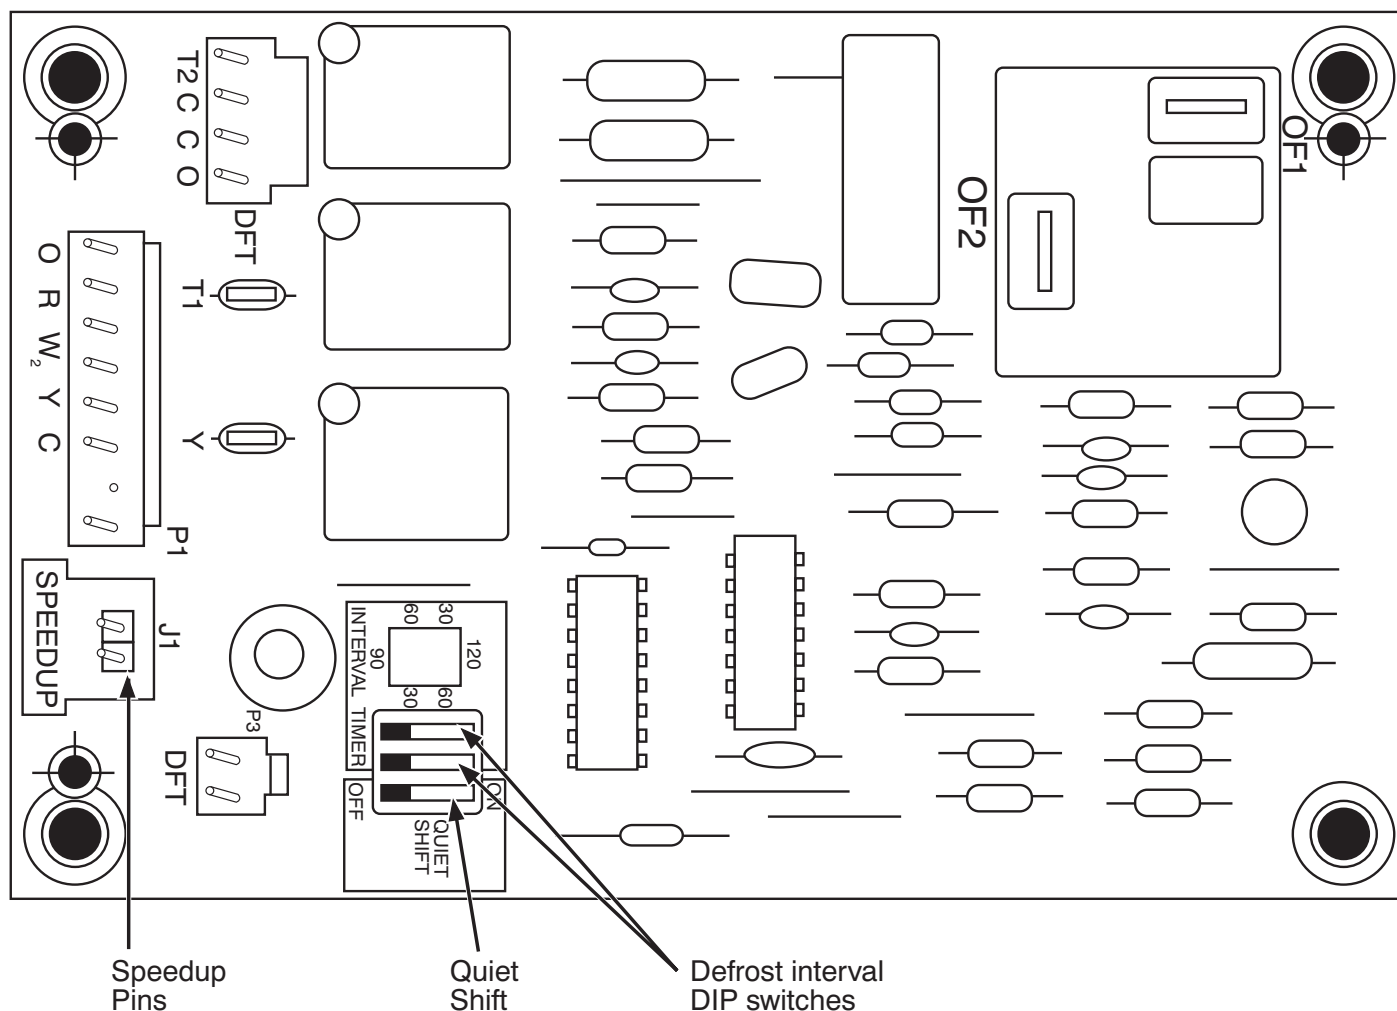 T2
C
C
O
DFT
OF1
OF2
O
R
W2
Y
C
T1
Y
P1
SPEEDUP
J1
INTERVAL TIMER
60
30
90
120
30
60
P3
DFT
OFF
ON
QUIET
SHIFT
Speedup
Pins
Quiet
Shift
Defrost interval
DIP switches